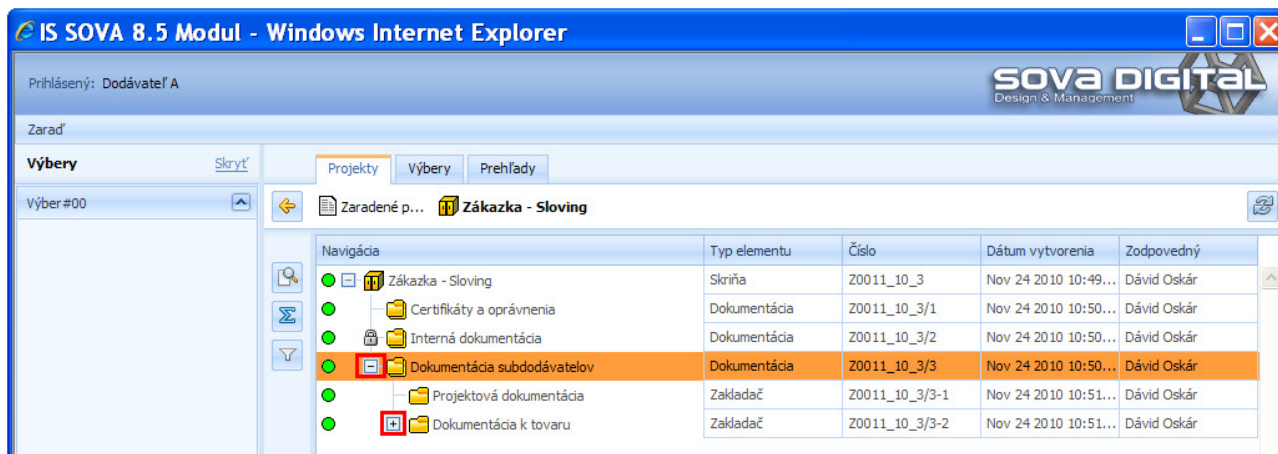 IS SOVA 8.5 Modul - Windows Internet Explorer
Prihlásený: Dodávateľ A
SOVA DIGITAL
Design & Management
Zaraď
Výbery Skryť Projekty Výbery Prehľady
Výber#00 Zaradené p... Zákazka - Sloving
Navigácia Typ elementu Číslo Dátum vytvorenia Zodpovedný
Zákazka - Sloving Skriňa Z0011_10_3 Nov 24 2010 10:49... Dávid Oskár
Certifikáty a oprávnenia Dokumentácia Z0011_10_3/1 Nov 24 2010 10:50... Dávid Oskár
Interná dokumentácia Dokumentácia Z0011_10_3/2 Nov 24 2010 10:50... Dávid Oskár
Dokumentácia subdodávatelov Dokumentácia Z0011_10_3/3 Nov 24 2010 10:50... Dávid Oskár
Projektová dokumentácia Zakladač Z0011_10_3/3-1 Nov 24 2010 10:51... Dávid Oskár
Dokumentácia k tovaru Zakladač Z0011_10_3/3-2 Nov 24 2010 10:51... Dávid Oskár